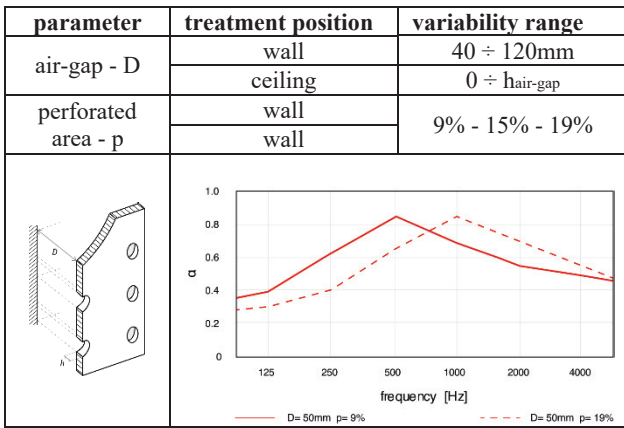 parameter treatment position variability range
air-gap - D
wall 40 ÷ 120mm
ceiling 0 ÷ hair-gap
perforated
area - p
wall
wall
9% - 15% - 19%
D
h
1.0
0.8
0.6
0.4
0.2
0
α
125 250 500 1000 2000 4000
frequency [Hz]
D= 50mm p= 9% D= 50mm p= 19%